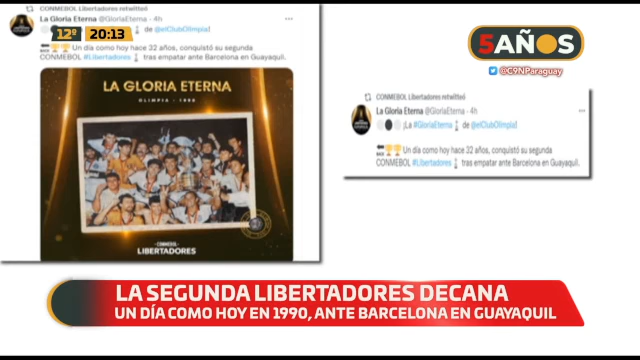 CONMEBOL Libertadores retwitteó
La Gloria Eterna @GloriaEterna - 4h
12º 20:13
de @elClubOlimpia!
Un día como hoy hace 32 años, conquistó su segunda
CONMEBOL #Libertadores tras empatar ante Barcelona en Guayaquil.
LA GLORIA ETERNA
OLIMPIA - 1990
CONMEBOL
LIBERTADORES
5AÑOS
@C9NParaguay
CONMEBOL Libertadores retwitteó
La Gloria Eterna @GloriaEterna - 4h
¡La #GloriaEterna de @elClubOlimpia!
Un día como hoy hace 32 años, conquistó su segunda
CONMEBOL #Libertadores tras empatar ante Barcelona en Guayaquil.
LA SEGUNDA LIBERTADORES DECANA
UN DÍA COMO HOY EN 1990, ANTE BARCELONA EN GUAYAQUIL